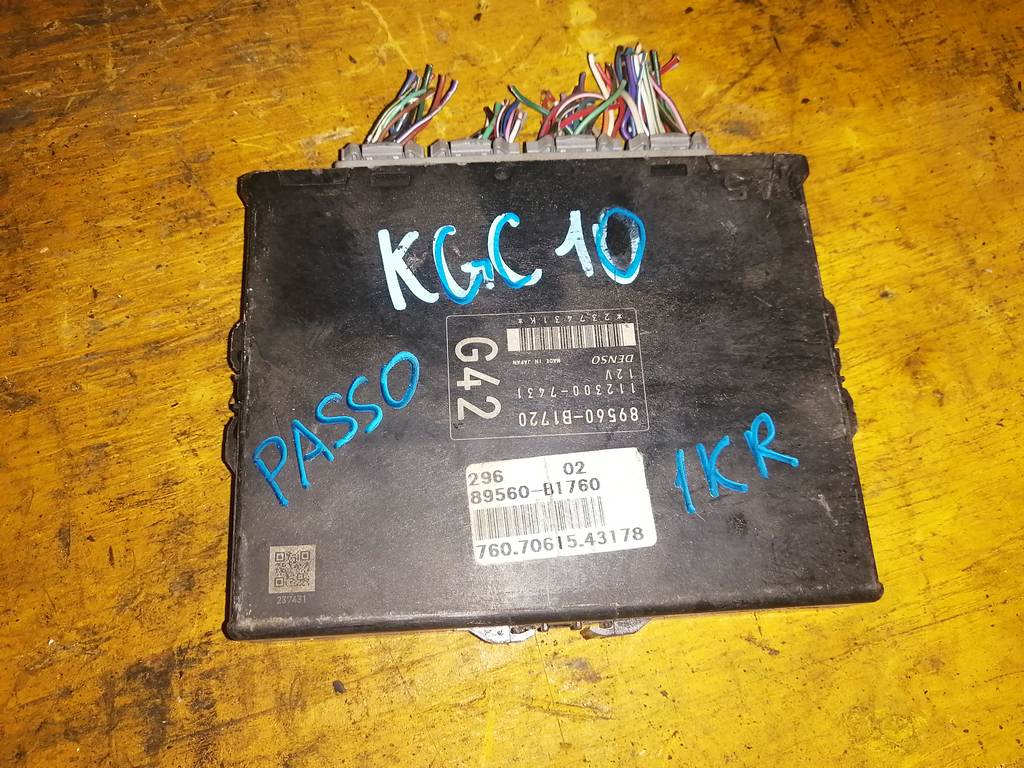 KGC 10
PASSO
1KR
89560-B1720
112300-7431
12V
DENSO MADE IN JAPAN
*237431K*
G42
296 02
89560-B1760
760.70615.43178
237431